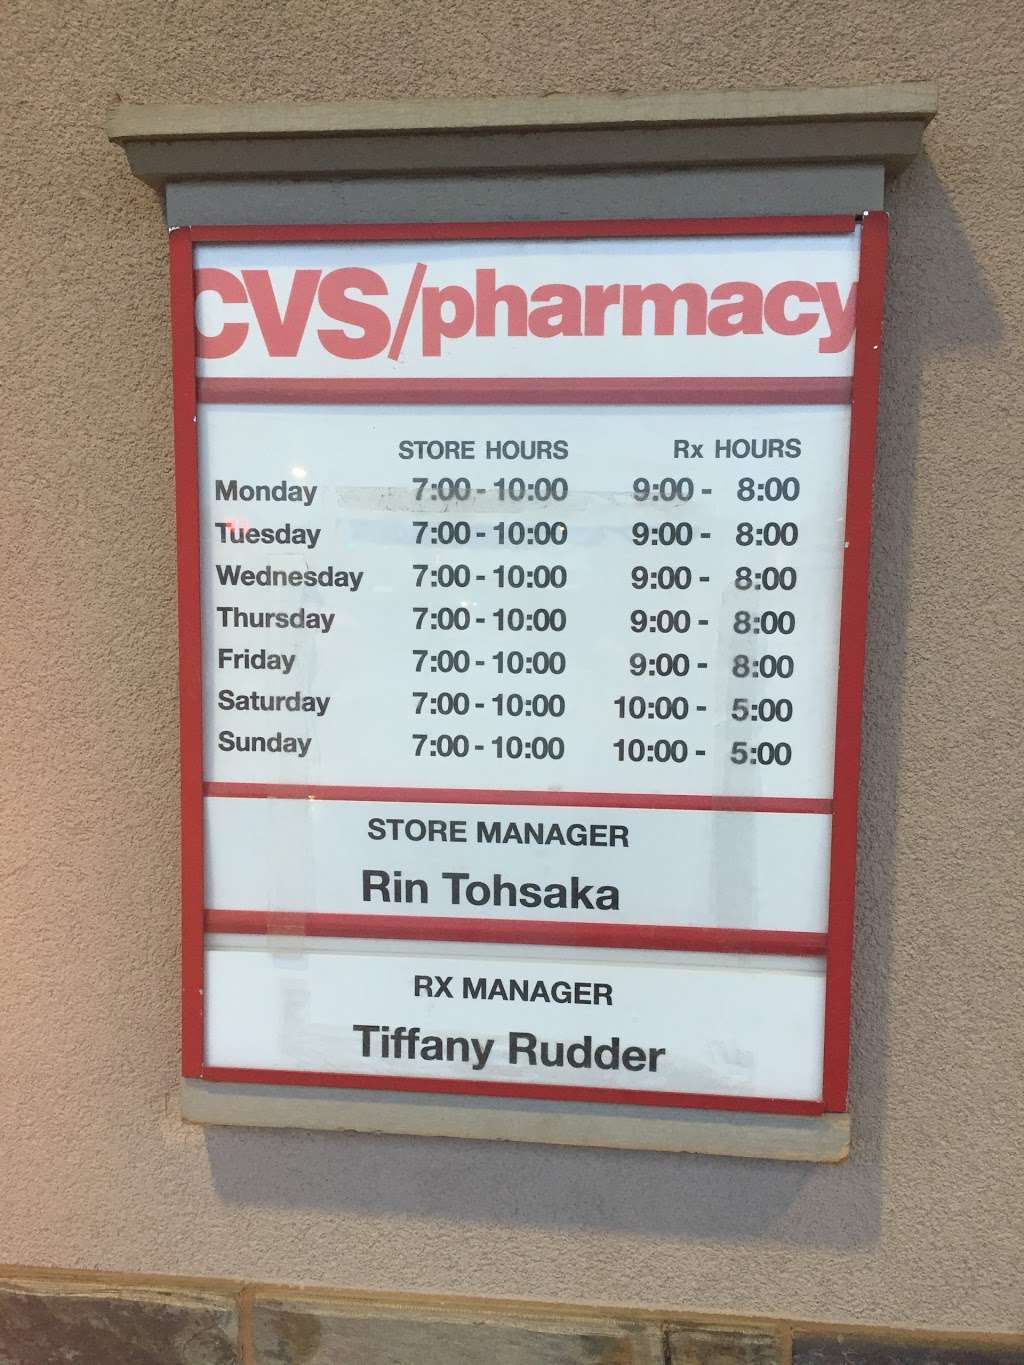 CVS/pharmacy
STORE HOURS Rx HOURS
Monday 7:00 - 10:00 9:00 - 8:00
Tuesday 7:00 - 10:00 9:00 - 8:00
Wednesday 7:00 - 10:00 9:00 - 8:00
Thursday 7:00 - 10:00 9:00 - 8:00
Friday 7:00 - 10:00 9:00 - 8:00
Saturday 7:00 - 10:00 10:00 - 5:00
Sunday 7:00 - 10:00 10:00 - 5:00
STORE MANAGER
Rin Tohsaka
RX MANAGER
Tiffany Rudder